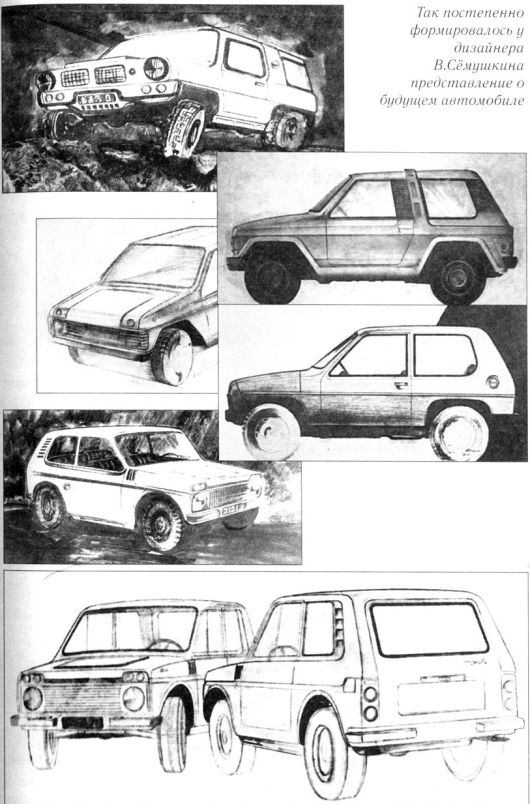 Так постепенно
формировалось у
дизайнера
В.Сёмушкина
представление о
будущем автомобиле